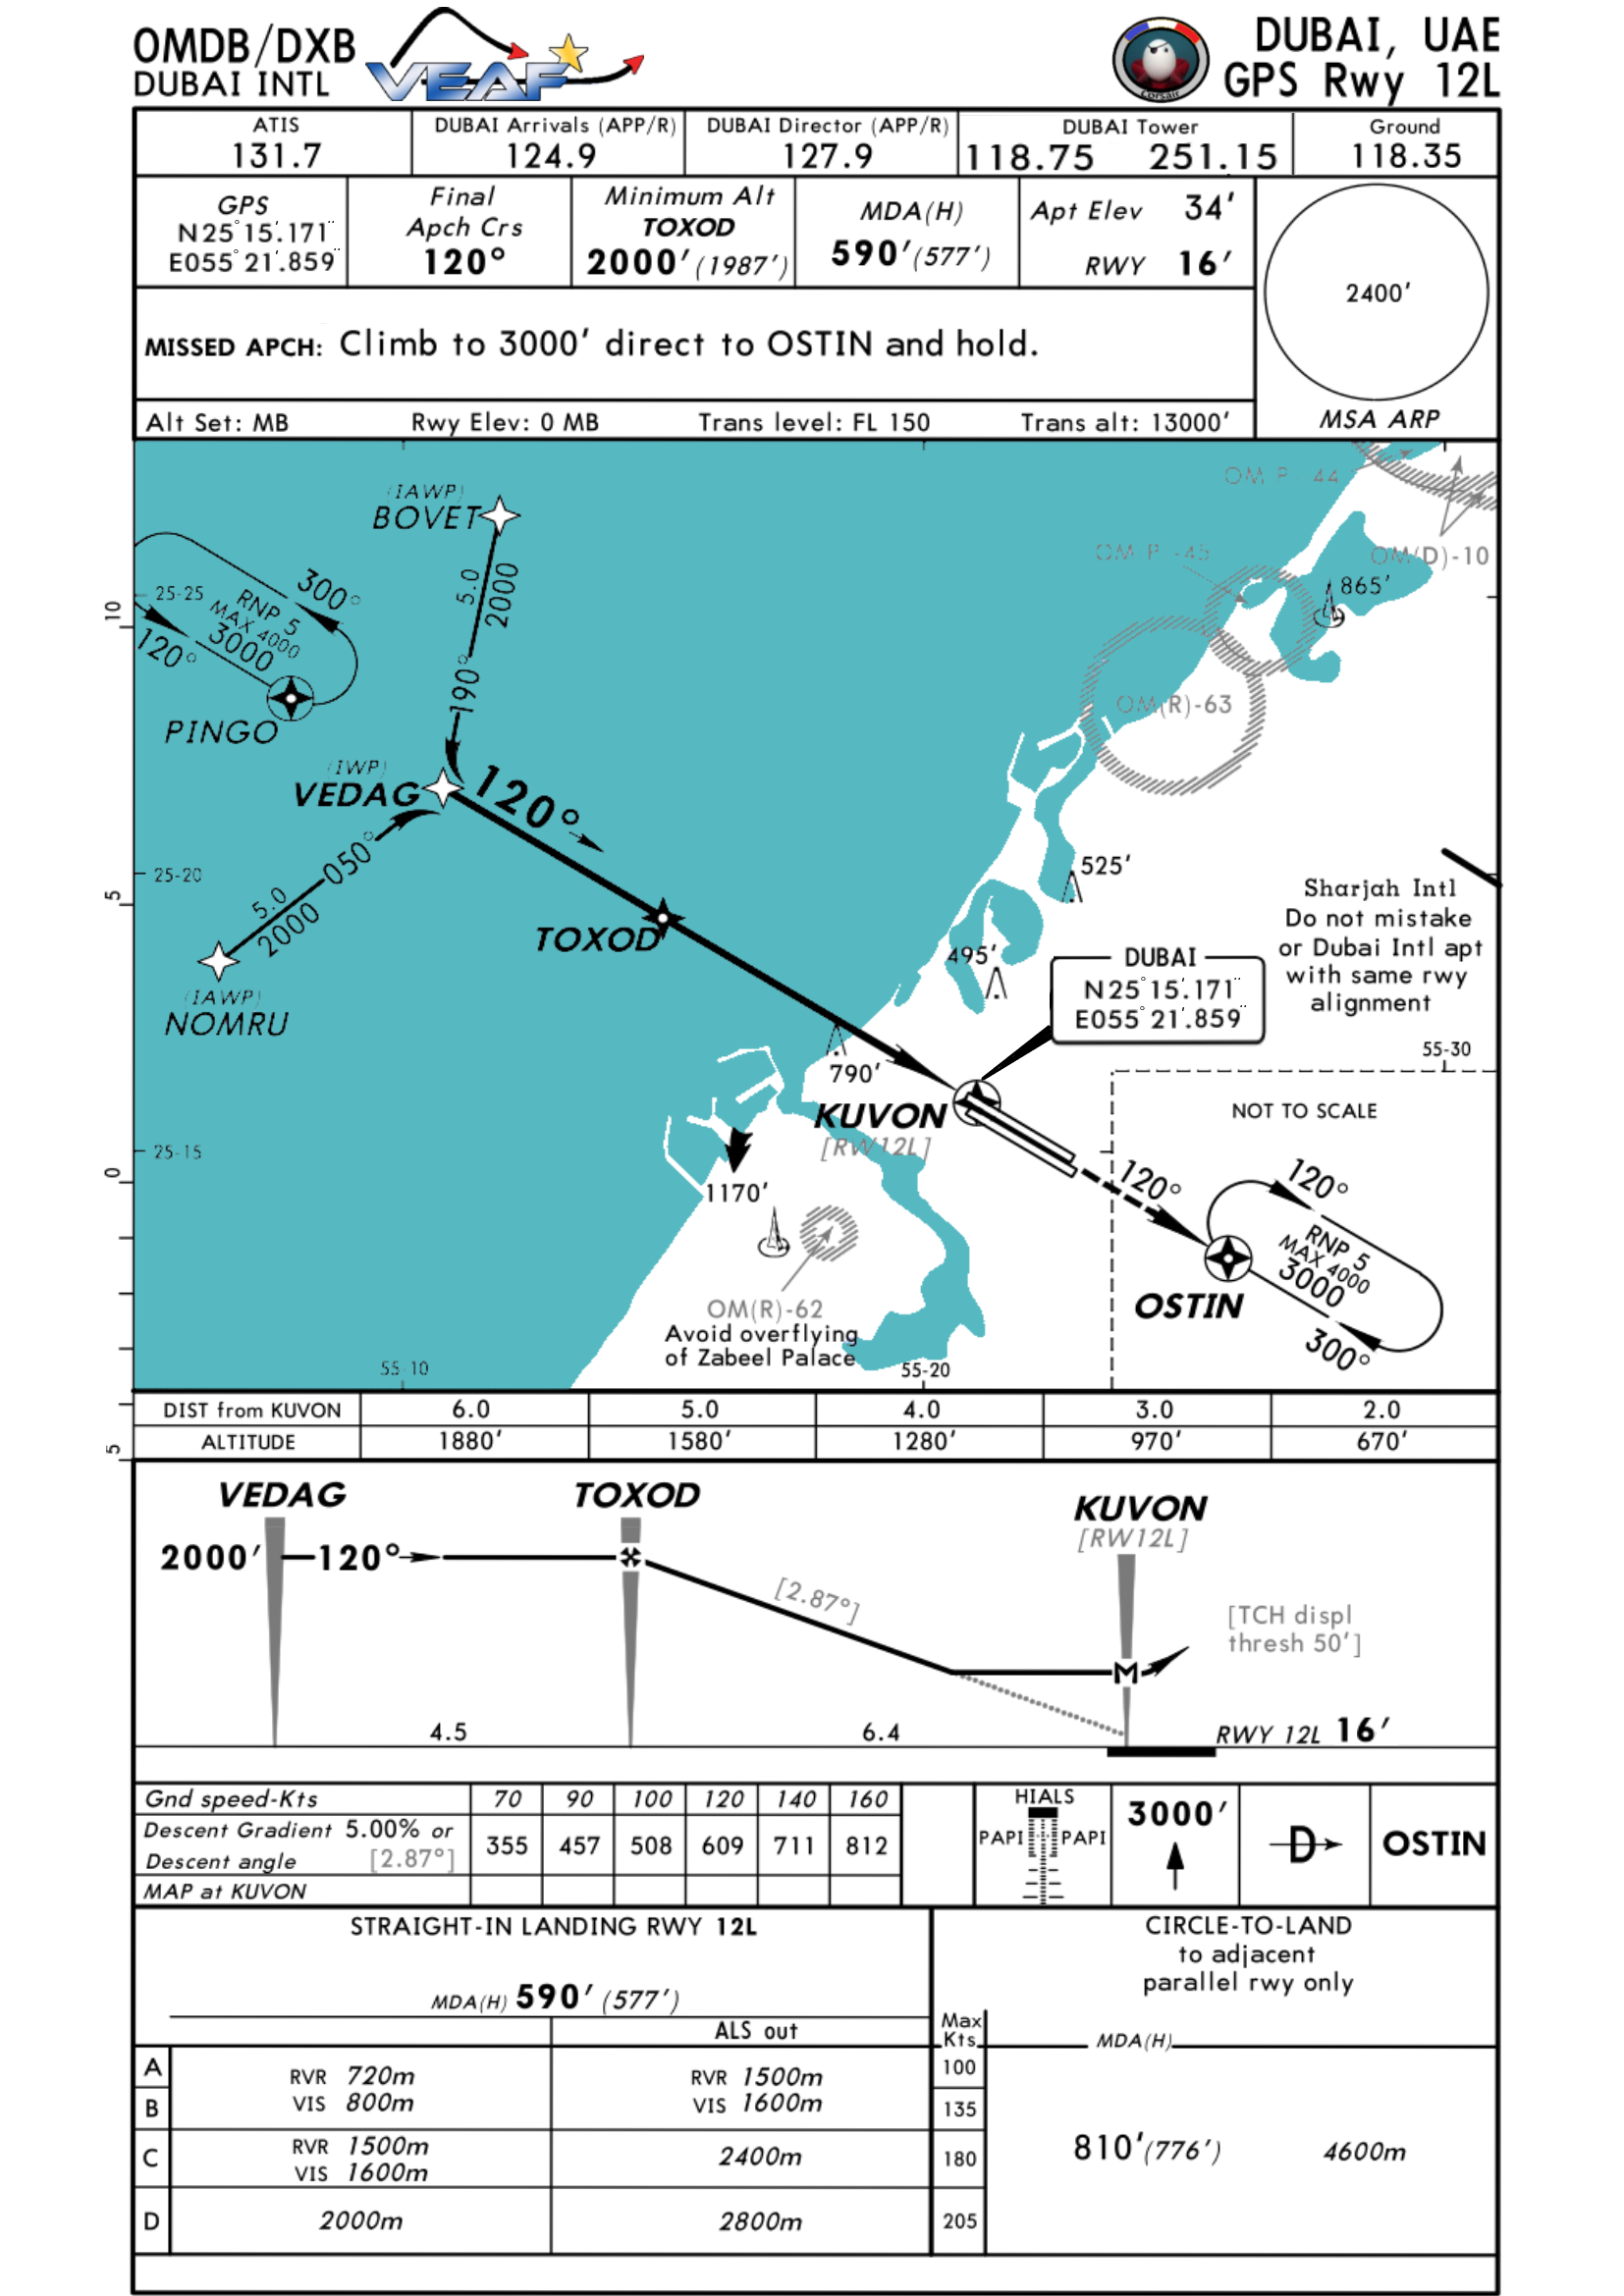 OMDB/DXB
DUBAI INTL
VEAF
Corsair
DUBAI, UAE
GPS Rwy 12L
ATIS
131.7
DUBAI Arrivals (APP/R)
124.9
DUBAI Director (APP/R)
127.9
DUBAI Tower
118.75 251.15
Ground
118.35
GPS
N25°15'.171"
E055°21'.859"
Final
Apch Crs
120°
Minimum Alt
TOXOD
2000' (1987')
MDA(H)
590' (577')
Apt Elev 34'
RWY 16'
2400'
MSA ARP
MISSED APCH: Climb to 3000' direct to OSTIN and hold.
Alt Set: MB Rwy Elev: 0 MB Trans level: FL 150 Trans alt: 13000'
(IAWP)
BOVET
5.0
2000
190°
25-25
300°
RNP 5
MAX 4000
3000
120°
PINGO
(IWP)
VEDAG
120°
25-20
050°
5.0
2000
(IAWP)
NOMRU
TOXOD
OM P -44
OM(D)-10
OM P -45
865'
OM(R)-63
525'
495'
Sharjah Intl
Do not mistake
or Dubai Intl apt
with same rwy
alignment
DUBAI
N25°15'.171"
E055°21'.859"
55-30
790'
KUVON
[RW12L]
NOT TO SCALE
25-15
1170'
120°
120°
RNP 5
MAX 4000
3000
300°
OSTIN
OM(R)-62
Avoid overflying
of Zabeel Palace
55-10
55-20
10
5
0
5
DIST from KUVON 6.0 5.0 4.0 3.0 2.0
ALTITUDE 1880' 1580' 1280' 970' 670'
VEDAG
TOXOD
KUVON
[RW12L]
2000' 120°
[2.87°]
[TCH displ
thresh 50']
M
4.5
6.4
RWY 12L 16'
Gnd speed-Kts 70 90 100 120 140 160
Descent Gradient 5.00% or
Descent angle [2.87°] 355 457 508 609 711 812
MAP at KUVON
HIALS
PAPI PAPI
3000'
D
OSTIN
STRAIGHT-IN LANDING RWY 12L
MDA(H) 590' (577')
ALS out
A
B
RVR 720m
VIS 800m
RVR 1500m
VIS 1600m
C
RVR 1500m
VIS 1600m
2400m
D
2000m
2800m
CIRCLE-TO-LAND
to adjacent
parallel rwy only
Max
Kts
MDA(H)
100
135
180
205
810' (776') 4600m